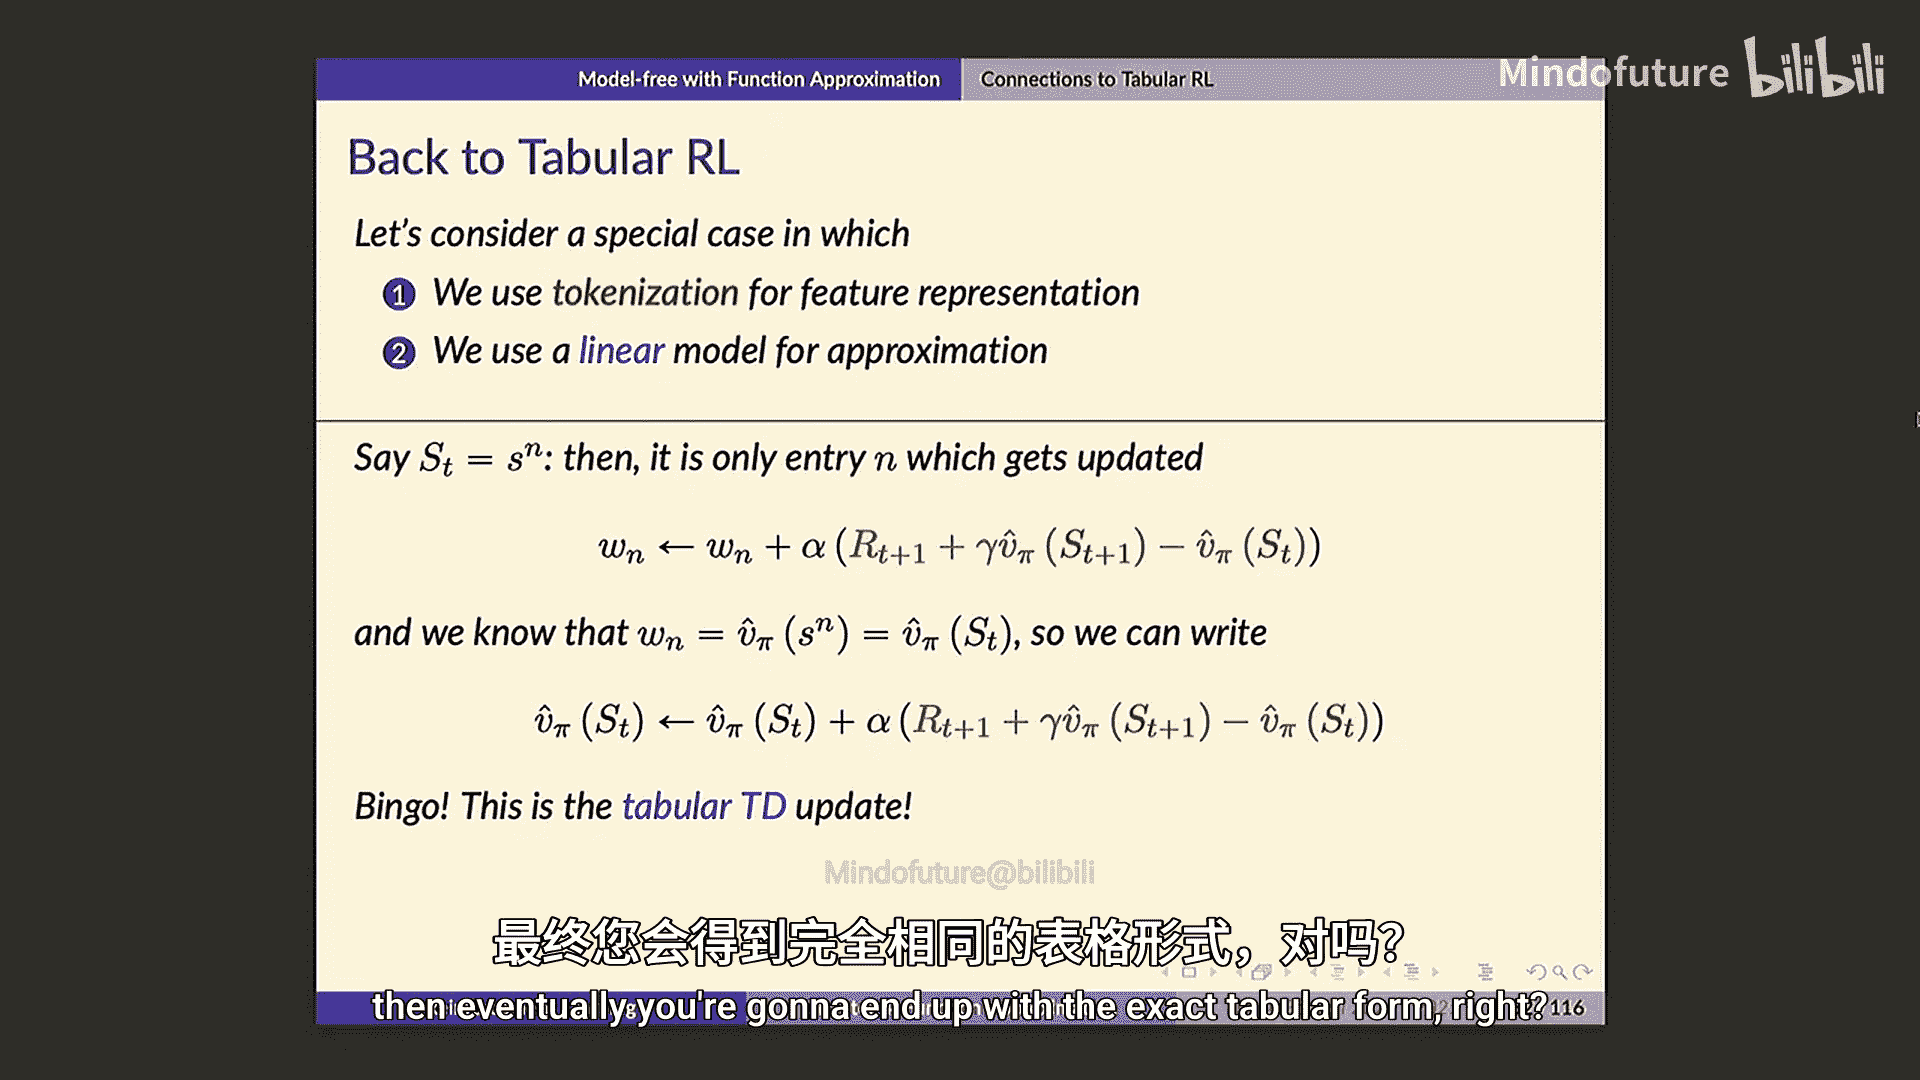 Model-free with Function Approximation
Connections to Tabular RL
Mindofuture bilibili
Back to Tabular RL
Let's consider a special case in which
1 We use tokenization for feature representation
2 We use a linear model for approximation
Say S_t = s^n: then, it is only entry n which gets updated
w_n ← w_n + α (R_{t+1} + γv̂_π (S_{t+1}) − v̂_π (S_t))
and we know that w_n = v̂_π (s^n) = v̂_π (S_t), so we can write
v̂_π (S_t) ← v̂_π (S_t) + α (R_{t+1} + γv̂_π (S_{t+1}) − v̂_π (S_t))
Bingo! This is the tabular TD update!
Mindofuture@bilibili
最终您会得到完全相同的表格形式，对吗？
then eventually you're gonna end up with the exact tabular form, right?
116